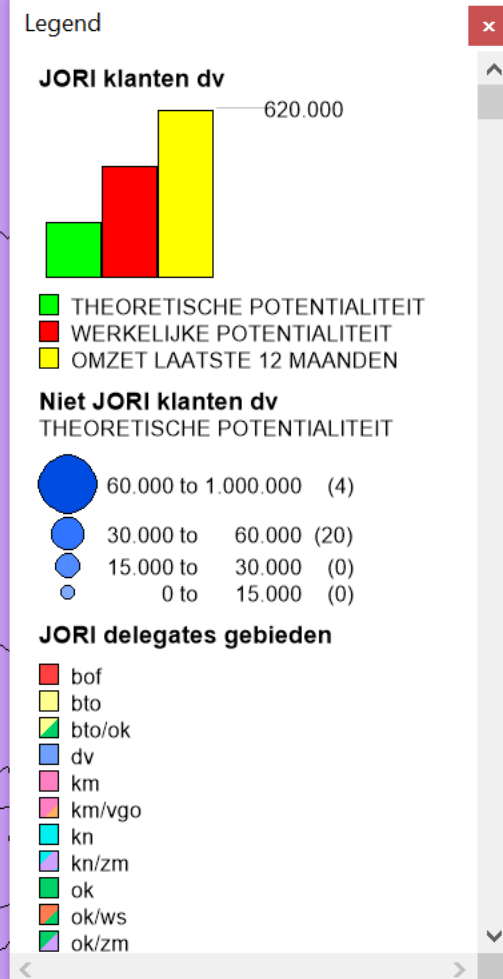 Legend
JORI klanten dv
620.000
THEORETISCHE POTENTIALITEIT
WERKELIJKE POTENTIALITEIT
OMZET LAATSTE 12 MAANDEN
Niet JORI klanten dv
THEORETISCHE POTENTIALITEIT
60.000 to 1.000.000 (4)
30.000 to 60.000 (20)
15.000 to 30.000 (0)
0 to 15.000 (0)
JORI delegates gebieden
bof
bto
bto/ok
dv
km
km/vgo
kn
kn/zm
ok
ok/ws
ok/zm